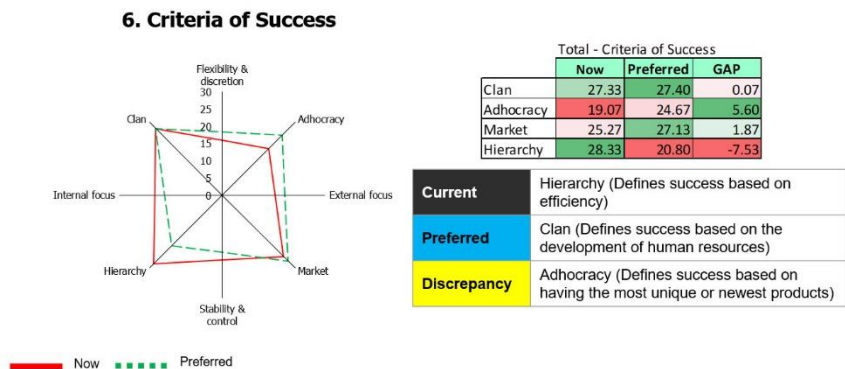 6. Criteria of Success
Flexibility &
discretion
30
25
20
15
10
5
0
Clan
Adhocracy
Internal focus
External focus
Hierarchy
Market
Stability &
control
Now
Preferred
Total - Criteria of Success
Now Preferred GAP
Clan 27.33 27.40 0.07
Adhocracy 19.07 24.67 5.60
Market 25.27 27.13 1.87
Hierarchy 28.33 20.80 -7.53
Current
Hierarchy (Defines success based on
efficiency)
Preferred
Clan (Defines success based on the
development of human resources)
Discrepancy
Adhocracy (Defines success based on
having the most unique or newest products)